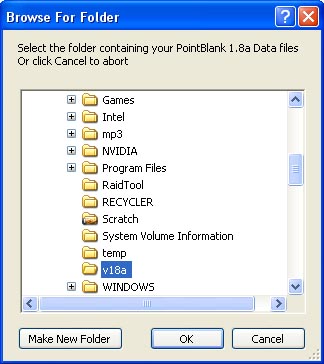 Browse For Folder
Select the folder containing your PointBlank 1.8a Data files
Or click Cancel to abort
Games
Intel
mp3
NVIDIA
Program Files
RaidTool
RECYCLER
Scratch
System Volume Information
temp
v18a
WINDOWS
Make New Folder
OK
Cancel